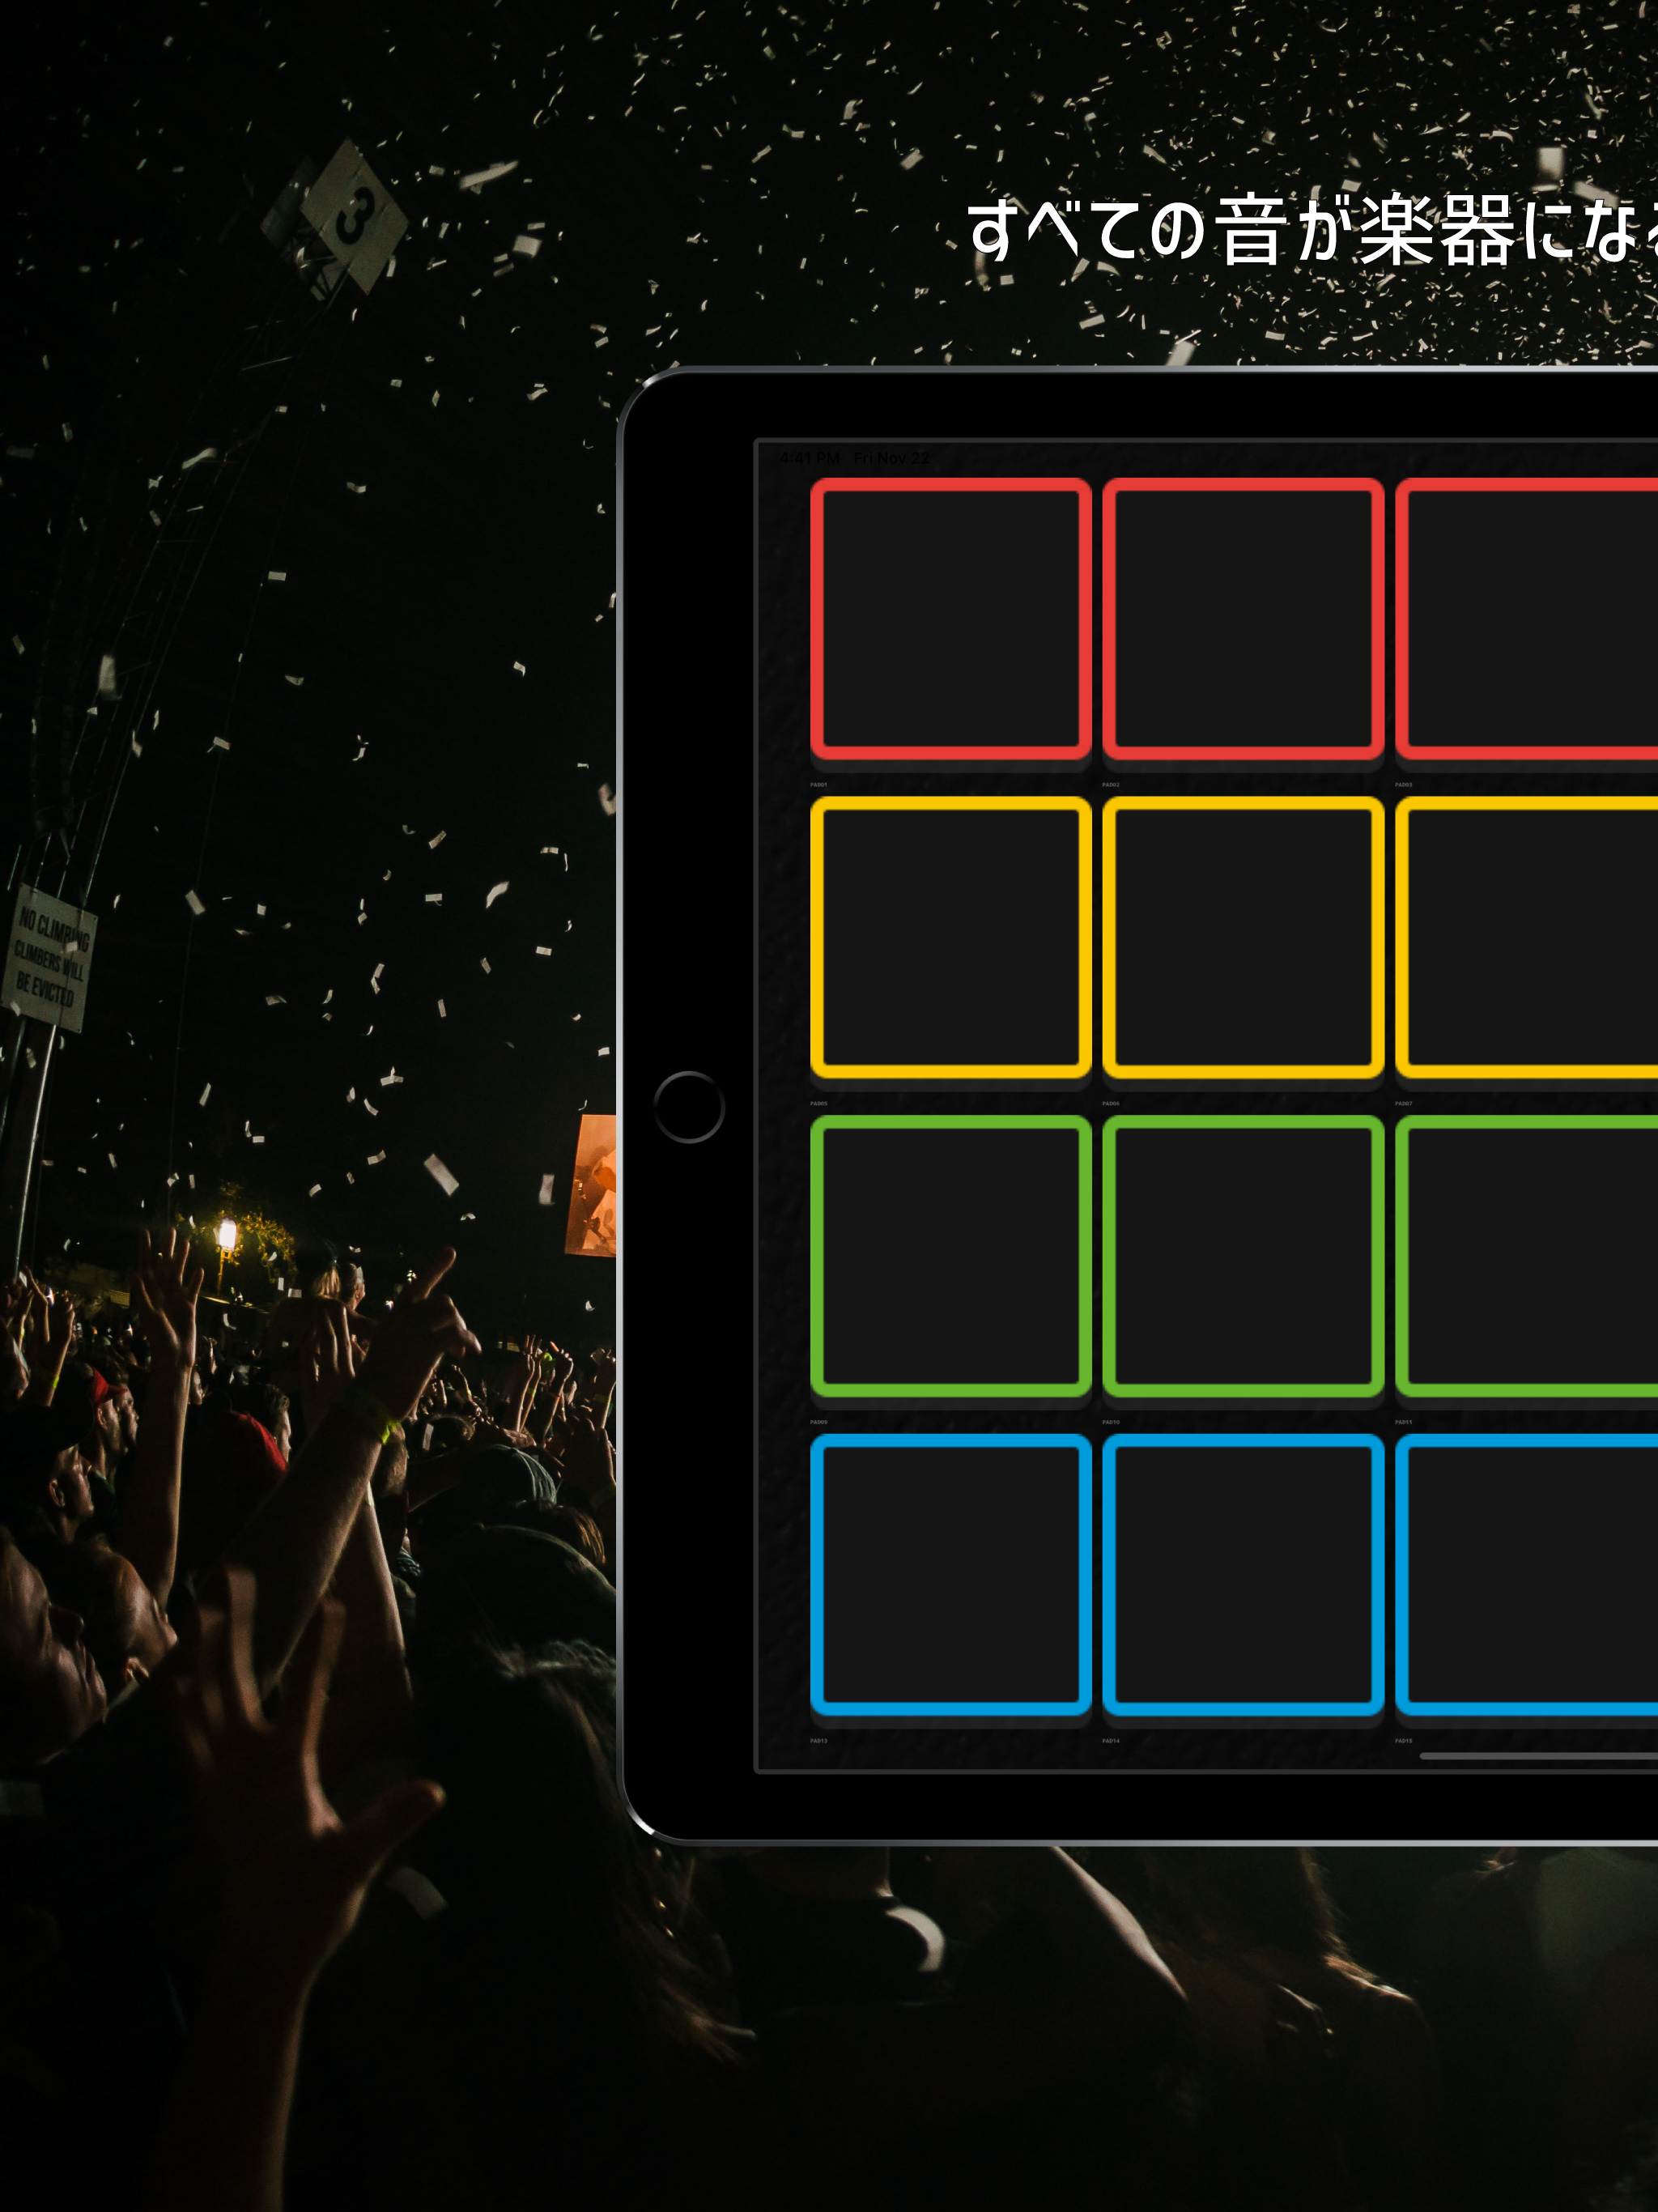 3
すべての音が楽器になる
4:41 PM Fri Nov 22
PAD01 PAD02 PAD03
NO CLIMBING
CLIMBERS WILL
BE EVICTED
PAD05 PAD06 PAD07
PAD09 PAD10 PAD11
PAD13 PAD14 PAD15